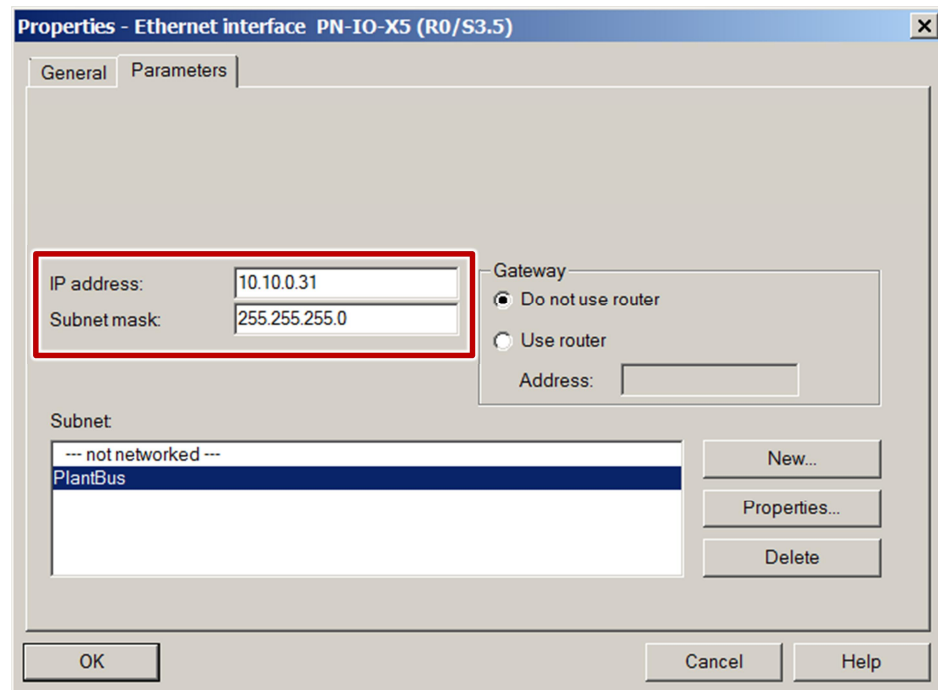 Properties - Ethernet interface PN-IO-X5 (R0/S3.5)
General Parameters
IP address: 10.10.0.31
Subnet mask: 255.255.255.0
Gateway
Do not use router
Use router
Address:
Subnet:
--- not networked ---
PlantBus
New...
Properties...
Delete
OK Cancel Help